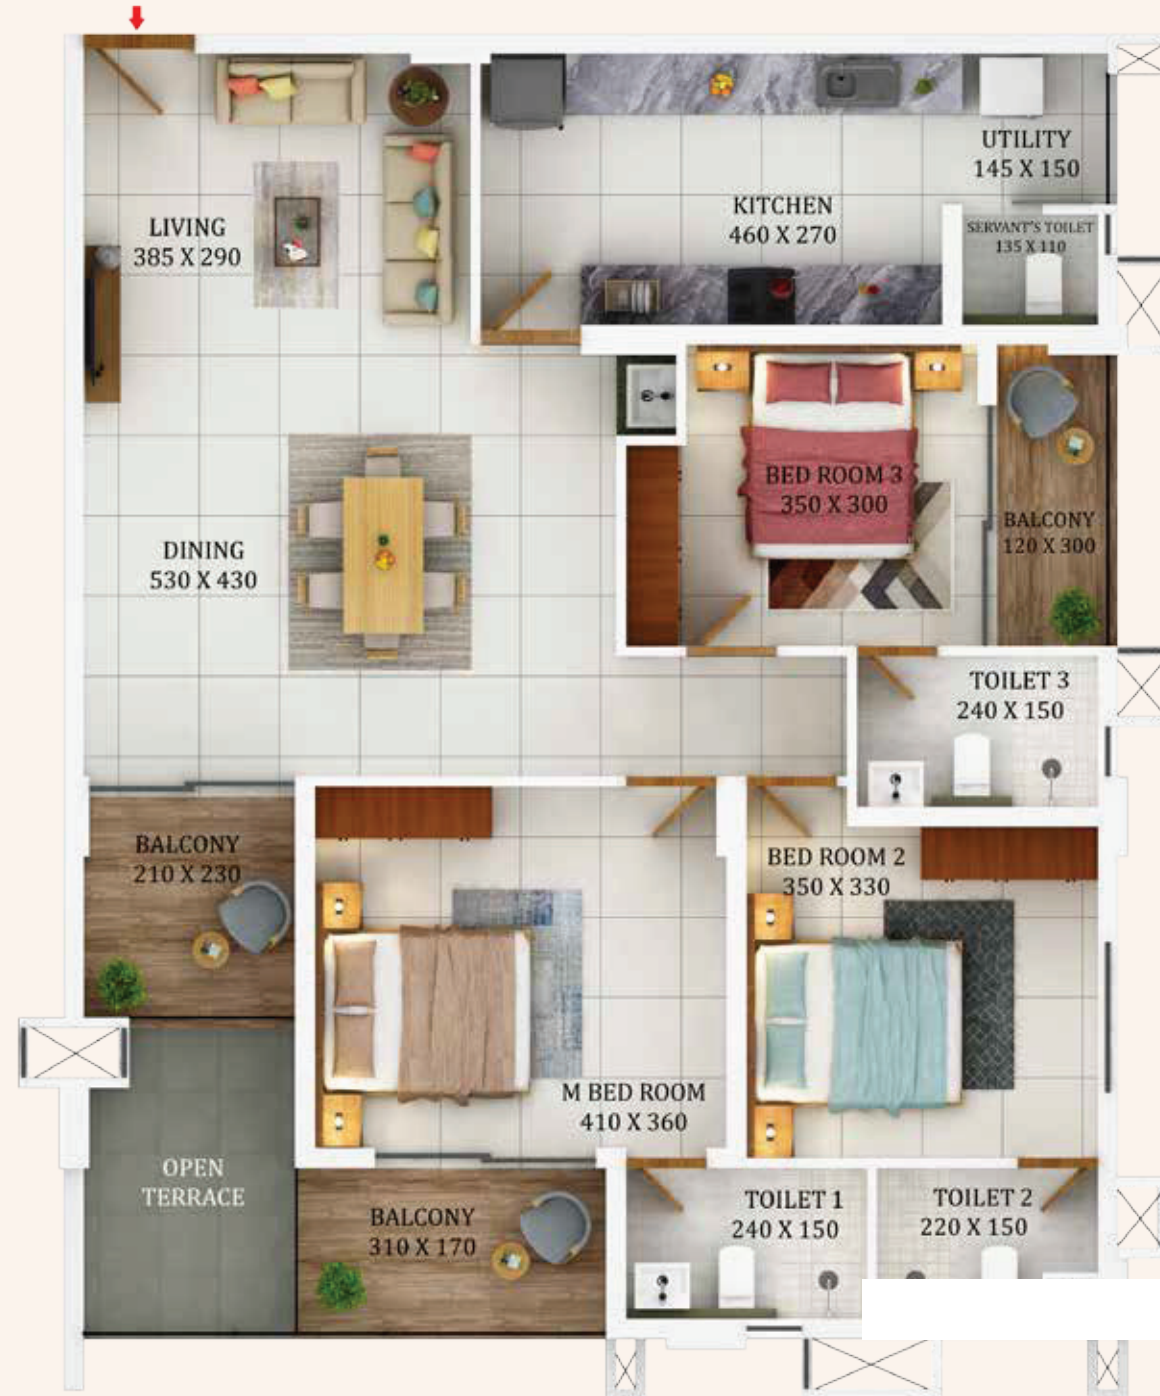 UTILITY
145 X 150
KITCHEN
460 X 270
SERVANT'S TOILET
135 X 110
LIVING
385 X 290
BED ROOM 3
350 X 300
BALCONY
120 X 300
DINING
530 X 430
TOILET 3
240 X 150
BALCONY
210 X 230
BED ROOM 2
350 X 330
M BED ROOM
410 X 360
OPEN
TERRACE
BALCONY
310 X 170
TOILET 1
240 X 150
TOILET 2
220 X 150